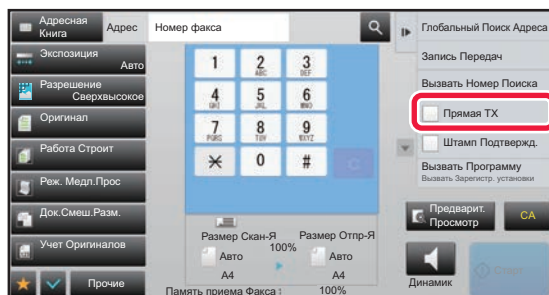 Адресная Книга
Адрес
Номер факса
Глобальный Поиск Адреса
Экспозиция
Авто
Запись Передач
Разрешение
Сверхвысокое
Вызвать Номер Поиска
Оригинал
Прямая TX
Работа Строит
Штамп Подтвержд.
Реж. Медл.Прос
Вызвать Программу
Вызвать Зарегистр. установки
Док.Смеш.Разм.
Учет Оригиналов
Прочие
1
2 ABC
3 DEF
4 GHI
5 JKL
6 MNO
7 PQRS
8 TUV
9 WXYZ
0
#
C
Размер Скан-Я
100%
Размер Отпр-Я
Авто
Авто
A4
A4
Память приема Факса :
100%
Предварит. Просмотр
CA
Динамик
Старт